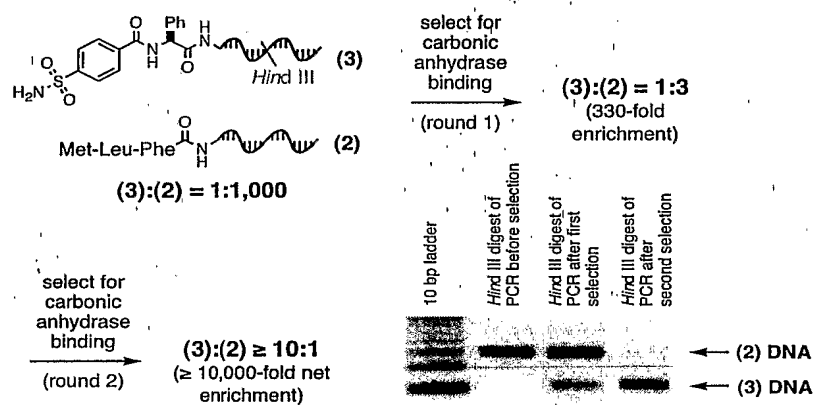 O
Ph
H
N
N
H
O
O
S
H₂N
O
Hind III
(3)
O
Met-Leu-Phe
N
H
(2)
(3):(2) = 1:1,000
select for
carbonic
anhydrase
binding
(round 1)
(3):(2) = 1:3
(330-fold
enrichment)
select for
carbonic
anhydrase
binding
(round 2)
(3):(2) ≥ 10:1
(≥ 10,000-fold net
enrichment)
10 bp ladder
Hind III digest of
PCR before selection
Hind III digest of
PCR after first
selection
Hind III digest of
PCR after
second selection
(2) DNA
(3) DNA